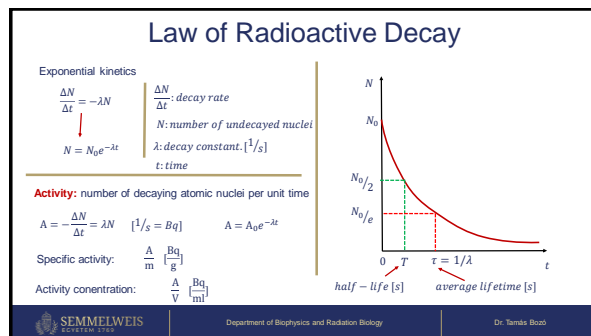 Law of Radioactive Decay
Exponential kinetics
ΔN/Δt = −λN
N = N₀e^−λt
ΔN/Δt : decay rate
N: number of undecayed nuclei
λ: decay constant. [1/s]
t: time
Activity: number of decaying atomic nuclei per unit time
A = −ΔN/Δt = λN [1/s = Bq] A = A₀e^−λt
Specific activity: A/m [Bq/g]
Activity conentration: A/V [Bq/ml]
N
N₀
N₀/2
N₀/e
0 T τ = 1/λ t
half − life [s] average lifetime [s]
SEMMELWEIS
EGYETEM 1769
Department of Biophysics and Radiation Biology
Dr. Tamás Bozó